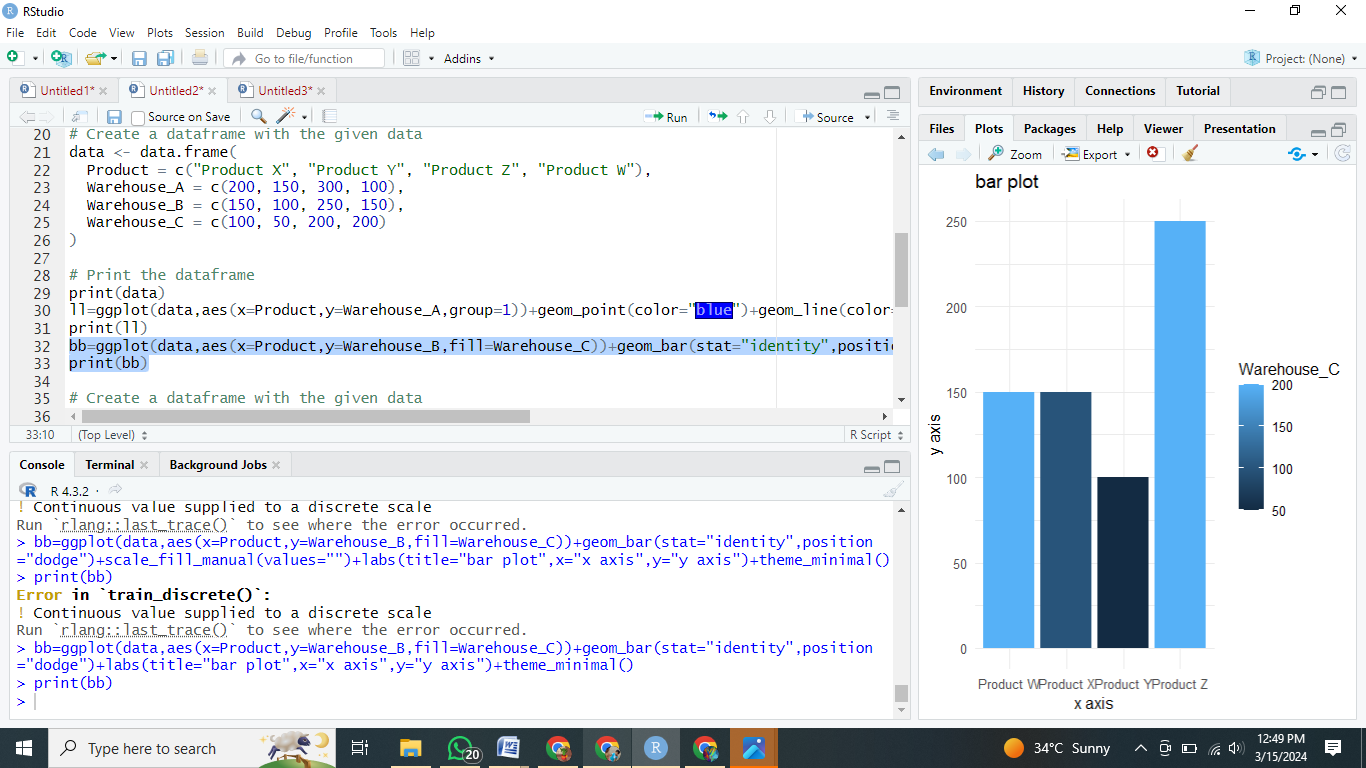 RStudio
File Edit Code View Plots Session Build Debug Profile Tools Help
Go to file/function Addins Project: (None)
Untitled1* Untitled2* Untitled3*
Source on Save Run Source
20 # Create a dataframe with the given data
21 data <- data.frame(
22 Product = c("Product X", "Product Y", "Product Z", "Product W"),
23 Warehouse_A = c(200, 150, 300, 100),
24 Warehouse_B = c(150, 100, 250, 150),
25 Warehouse_C = c(100, 50, 200, 200)
26 )
27
28 # Print the dataframe
29 print(data)
30 ll=ggplot(data,aes(x=Product,y=Warehouse_A,group=1))+geom_point(color="blue")+geom_line(color=
31 print(ll)
32 bb=ggplot(data,aes(x=Product,y=Warehouse_B,fill=Warehouse_C))+geom_bar(stat="identity",positi
33 print(bb)
34
35 # Create a dataframe with the given data
36
33:10 (Top Level) R Script
Console Terminal Background Jobs
R 4.3.2 ·
! Continuous value supplied to a discrete scale
Run `rlang::last_trace()` to see where the error occurred.
> bb=ggplot(data,aes(x=Product,y=Warehouse_B,fill=Warehouse_C))+geom_bar(stat="identity",position
="dodge")+scale_fill_manual(values="")+labs(title="bar plot",x="x axis",y="y axis")+theme_minimal()
> print(bb)
Error in `train_discrete()`:
! Continuous value supplied to a discrete scale
Run `rlang::last_trace()` to see where the error occurred.
> bb=ggplot(data,aes(x=Product,y=Warehouse_B,fill=Warehouse_C))+geom_bar(stat="identity",position
="dodge")+labs(title="bar plot",x="x axis",y="y axis")+theme_minimal()
> print(bb)
>
Environment History Connections Tutorial
Files Plots Packages Help Viewer Presentation
Zoom Export
bar plot
250
200
150
100
50
0
y axis
Product W Product X Product Y Product Z
x axis
Warehouse_C
200
150
100
50
Type here to search
20
34°C Sunny
12:49 PM
3/15/2024